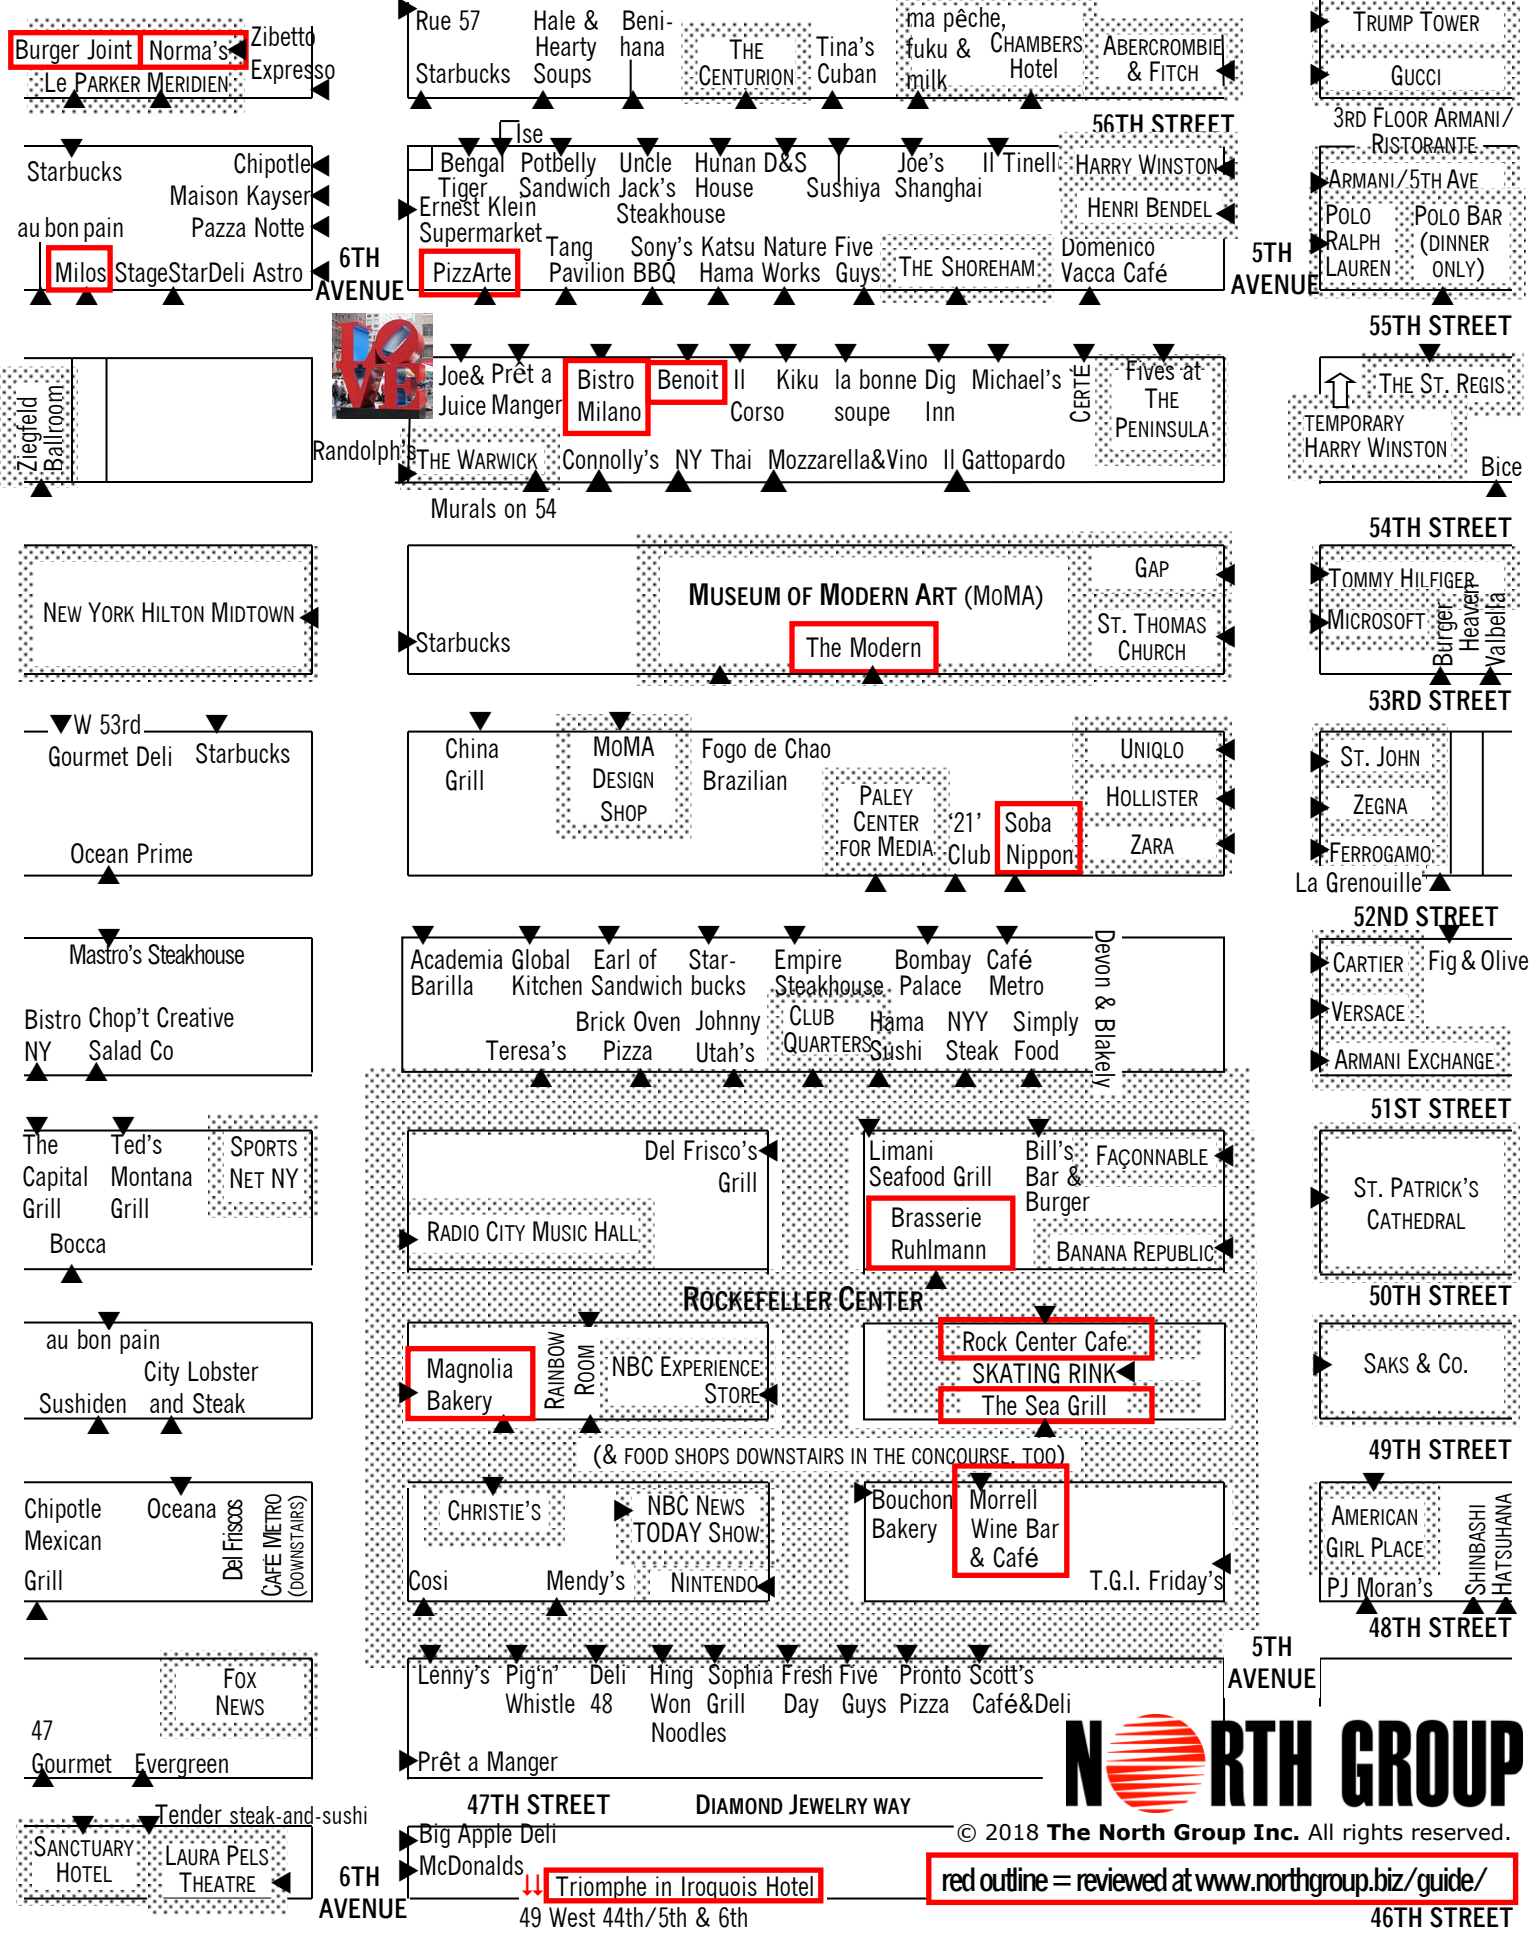 Burger Joint
Norma's
Zibetto
Expresso
Le PARKER MERIDIEN
Rue 57
Starbucks
Hale &
Hearty
Soups
Beni-
hana
THE
CENTURION
Tina's
Cuban
ma pêche,
fuku &
milk
CHAMBERS
Hotel
ABERCROMBIE
& FITCH
TRUMP TOWER
GUCCI
56TH STREET
3RD FLOOR ARMANI/
RISTORANTE
Starbucks
Chipotle
Maison Kayser
au bon pain
Pazza Notte
Milos
StageStarDeli Astro
6TH
AVENUE
Ise
Bengal
Tiger
Potbelly
Sandwich
Uncle
Jack's
Steakhouse
Hunan
House
D&S
Sushiya
Joe's
Shanghai
Il Tinell
HARRY WINSTON
HENRI BENDEL
Ernest Klein
Supermarket
PizzArte
Tang
Pavilion
Sony's
BBQ
Katsu
Hama
Nature
Works
Five
Guys
THE SHOREHAM
Domenico
Vacca Café
5TH
AVENUE
ARMANI/5TH AVE
POLO
RALPH
LAUREN
POLO BAR
(DINNER
ONLY)
55TH STREET
LOVE
Ziegfeld
Ballroom
Joe&
Juice
Prêt a
Manger
Bistro
Milano
Benoit
Il
Corso
Kiku
la bonne
soupe
Dig
Inn
Michael's
CERTÉ
Fives at
THE
PENINSULA
THE ST. REGIS
TEMPORARY
HARRY WINSTON
Bice
Randolph's
THE WARWICK
Connolly's
NY Thai
Mozzarella&Vino
Il Gattopardo
Murals on 54
54TH STREET
NEW YORK HILTON MIDTOWN
Starbucks
MUSEUM OF MODERN ART (MOMA)
The Modern
GAP
ST. THOMAS
CHURCH
TOMMY HILFIGER
MICROSOFT
Burger
Heaven
Valbella
53RD STREET
W 53rd
Gourmet Deli
Starbucks
Ocean Prime
China
Grill
MOMA
DESIGN
SHOP
Fogo de Chao
Brazilian
PALEY
CENTER
FOR MEDIA
'21'
Club
Soba
Nippon
UNIQLO
HOLLISTER
ZARA
ST. JOHN
ZEGNA
FERROGAMO
La Grenouille
52ND STREET
Mastro's Steakhouse
Bistro
NY
Chop't Creative
Salad Co
Academia
Barilla
Global
Kitchen
Earl of
Sandwich
Star-
bucks
Empire
Steakhouse
Bombay
Palace
Café
Metro
Devon & Blakely
Teresa's
Brick Oven
Pizza
Johnny
Utah's
CLUB
QUARTERS
Hama
Sushi
NYY
Steak
Simply
Food
CARTIER
Fig & Olive
VERSACE
ARMANI EXCHANGE
51ST STREET
The
Capital
Grill
Ted's
Montana
Grill
SPORTS
NET NY
Bocca
Del Frisco's
Grill
RADIO CITY MUSIC HALL
Limani
Seafood Grill
Bill's
Bar &
Burger
FAÇONNABLE
Brasserie
Ruhlmann
BANANA REPUBLIC
ST. PATRICK'S
CATHEDRAL
ROCKEFELLER CENTER
50TH STREET
au bon pain
City Lobster
and Steak
Sushiden
Magnolia
Bakery
RAINBOW
ROOM
NBC EXPERIENCE
STORE
Rock Center Cafe
SKATING RINK
The Sea Grill
SAKS & CO.
(& FOOD SHOPS DOWNSTAIRS IN THE CONCOURSE, TOO)
49TH STREET
Chipotle
Mexican
Grill
Oceana
Del Friscos
CAFÉ METRO
(DOWNSTAIRS)
CHRISTIE'S
NBC NEWS
TODAY SHOW
Cosi
Mendy's
NINTENDO
Bouchon
Bakery
Morrell
Wine Bar
& Café
T.G.I. Friday's
AMERICAN
GIRL PLACE
PJ Moran's
SHINBASHI
HATSUHANA
48TH STREET
FOX
NEWS
47
Gourmet
Evergreen
Lenny's
Pig'n'
Whistle
Deli
48
Hing
Won
Noodles
Sophia
Grill
Fresh
Day
Five
Guys
Pronto
Pizza
Scott's
Café&Deli
Prêt a Manger
5TH
AVENUE
NORTH GROUP
47TH STREET
DIAMOND JEWELRY WAY
Tender steak-and-sushi
SANCTUARY
HOTEL
LAURA PELS
THEATRE
6TH
AVENUE
Big Apple Deli
McDonalds
↓↓ Triomphe in Iroquois Hotel
49 West 44th/5th & 6th
© 2018 The North Group Inc. All rights reserved.
red outline = reviewed at www.northgroup.biz/guide/
46TH STREET